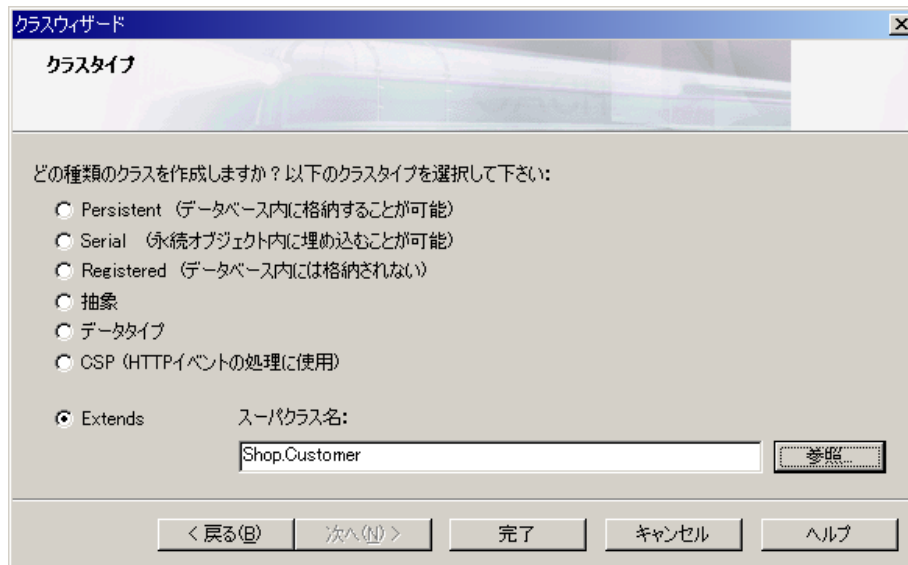 クラスウィザード
クラスタイプ
どの種類のクラスを作成しますか？以下のクラスタイプを選択して下さい:
Persistent （データベース内に格納することが可能）
Serial （永続オブジェクト内に埋め込むことが可能）
Registered （データベース内には格納されない）
抽象
データタイプ
CSP （HTTPイベントの処理に使用）
Extends スーパクラス名:
Shop.Customer 参照...
< 戻る(B) 次へ(N) > 完了 キャンセル ヘルプ